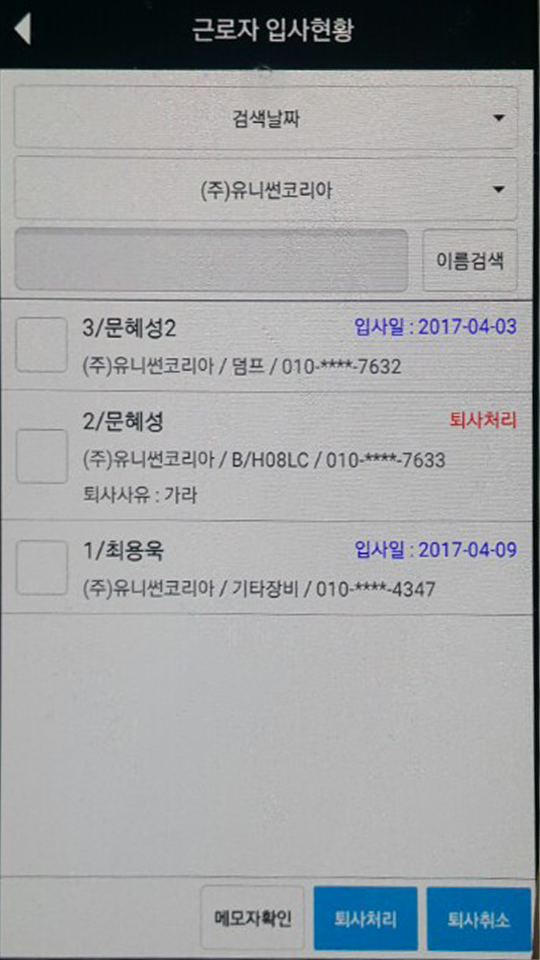 근로자 입사현황
검색날짜
(주)유니썬코리아
이름검색
3/문혜성2 입사일 : 2017-04-03
(주)유니썬코리아 / 덤프 / 010-****-7632
2/문혜성 퇴사처리
(주)유니썬코리아 / B/H08LC / 010-****-7633
퇴사사유 : 가라
1/최용욱 입사일 : 2017-04-09
(주)유니썬코리아 / 기타장비 / 010-****-4347
메모자확인 퇴사처리 퇴사취소